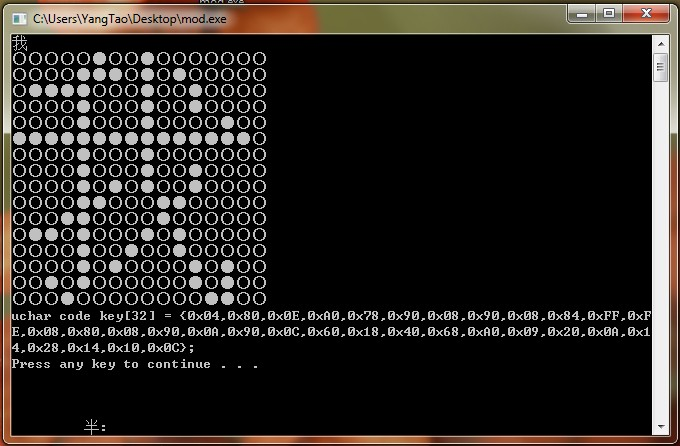 mod.exe
C:\Users\YangTao\Desktop\mod.exe
我
○○○○○●○○●○○○○○○○
○○○○●●●○●○●○○○○○
○●●●●○○○●○○●○○○○
○○○○●○○○●○○●○○○○
○○○○●○○○●○○○○●○○
●●●●●●●●●●●●●●●○
○○○○●○○○●○○○○○○○
○○○○●○○○●○○●○○○○
○○○○●○●○●○○●○○○○
○○○○●●○○○●●○○○○○
○○○●●○○○○●○○○○○○
○●●○●○○○●○●○○○○○
○○○○●○○●○○●○○○○○
○○○○●○●○○○○●○●○○
○○●○●○○○○○○●○●○○
○○○●○○○○○○○○●●○○
uchar code key[32] = {0x04,0x80,0x0E,0xA0,0x78,0x90,0x08,0x90,0x08,0x84,0xFF,0xF
E,0x08,0x80,0x08,0x90,0x0A,0x90,0x0C,0x60,0x18,0x40,0x68,0xA0,0x09,0x20,0x0A,0x1
4,0x28,0x14,0x10,0x0C};
Press any key to continue . . .
半: